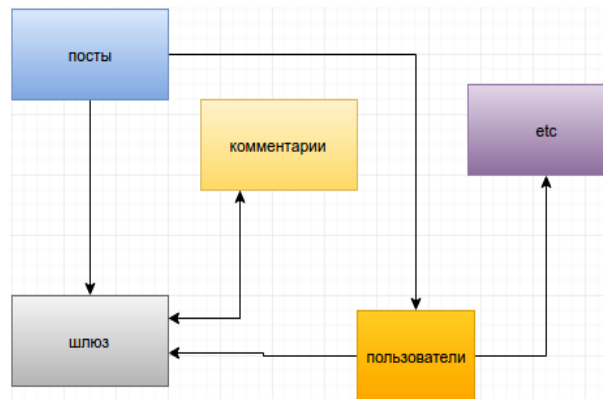 посты
комментарии
etc
шлюз
пользователи